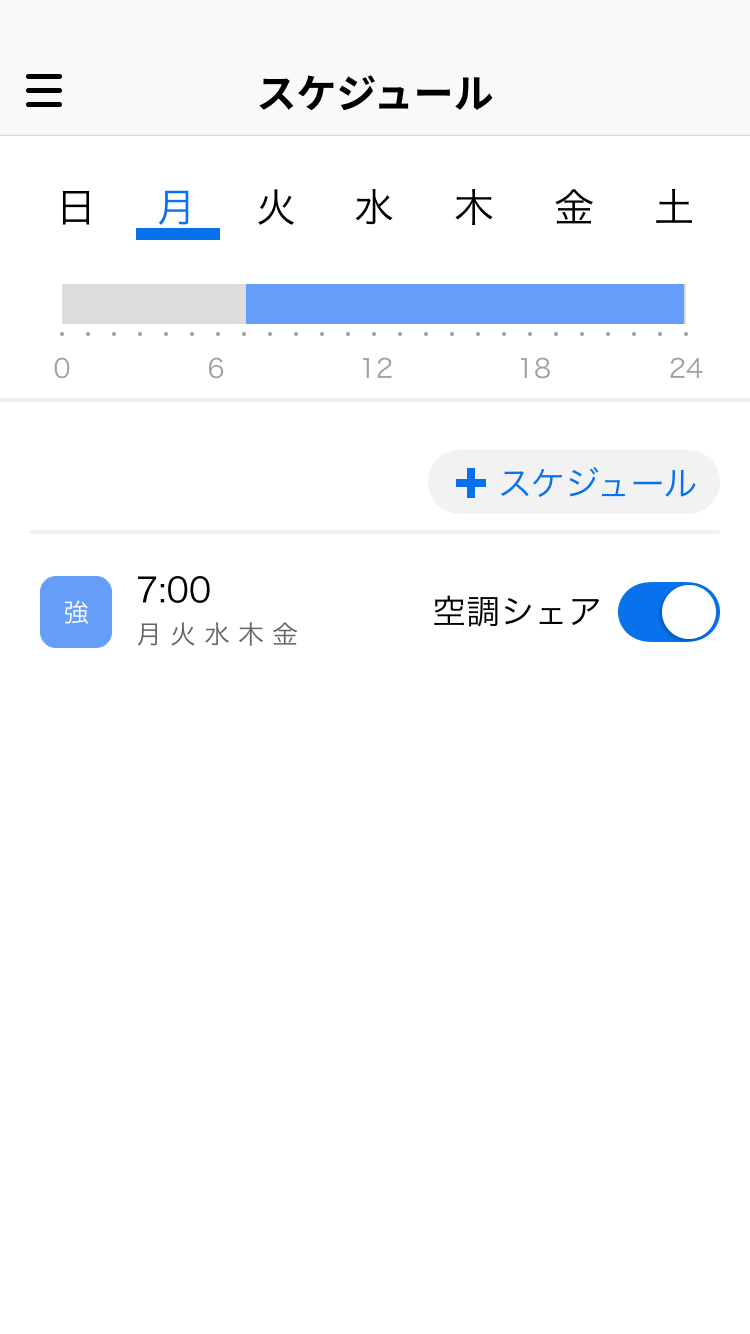 スケジュール
日 月 火 水 木 金 土
0 6 12 18 24
スケジュール
強
7:00
月 火 水 木 金
空調シェア